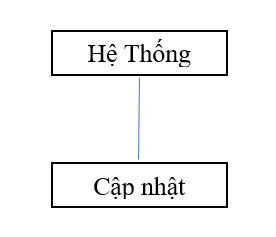 Hệ Thống
Cập nhật